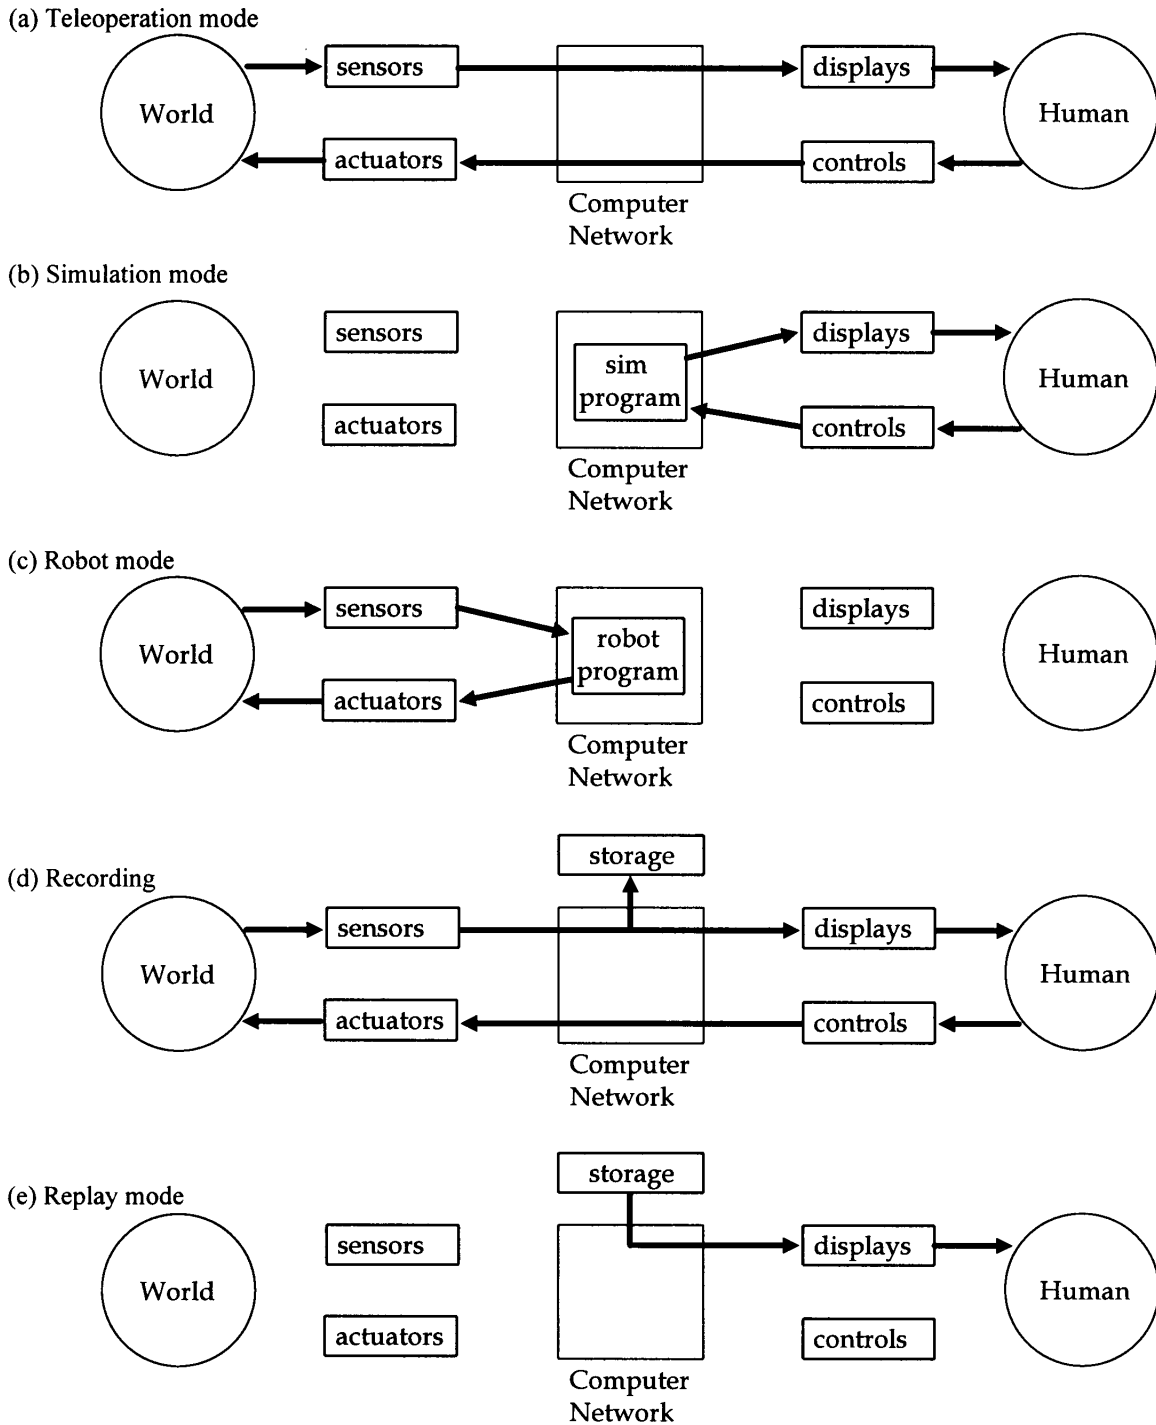 (a) Teleoperation mode
sensors
displays
World
Human
actuators
controls
Computer
Network
(b) Simulation mode
sensors
displays
sim
program
World
Human
actuators
controls
Computer
Network
(c) Robot mode
sensors
displays
robot
program
World
Human
actuators
controls
Computer
Network
storage
(d) Recording
sensors
displays
World
Human
actuators
controls
Computer
Network
storage
(e) Replay mode
sensors
displays
World
Human
actuators
controls
Computer
Network